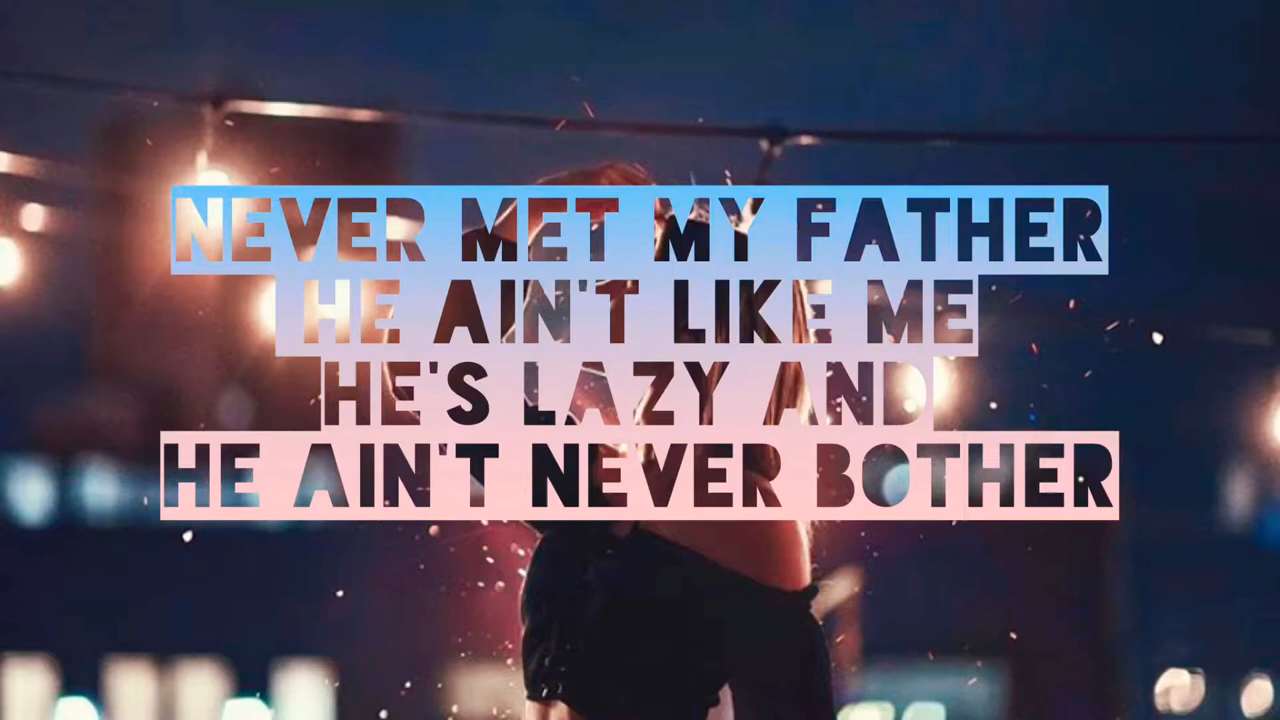 NEVER MET MY FATHER
HE AIN'T LIKE ME
HE'S LAZY AND
HE AIN'T NEVER BOTHER